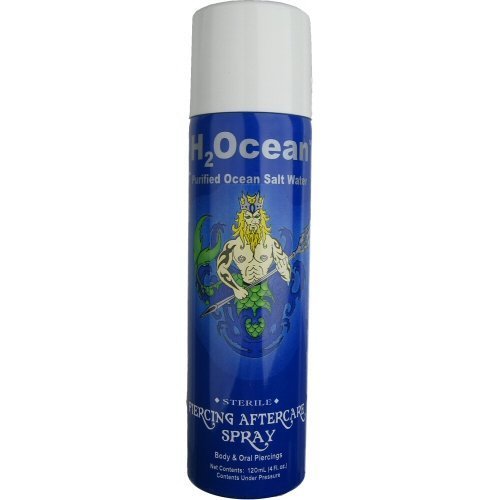 H₂Ocean™
Purified Ocean Salt Water
STERILE
PIERCING AFTERCARE
SPRAY
Body & Oral Piercings
Net Contents: 120mL (4 fl. oz.)
Contents Under Pressure